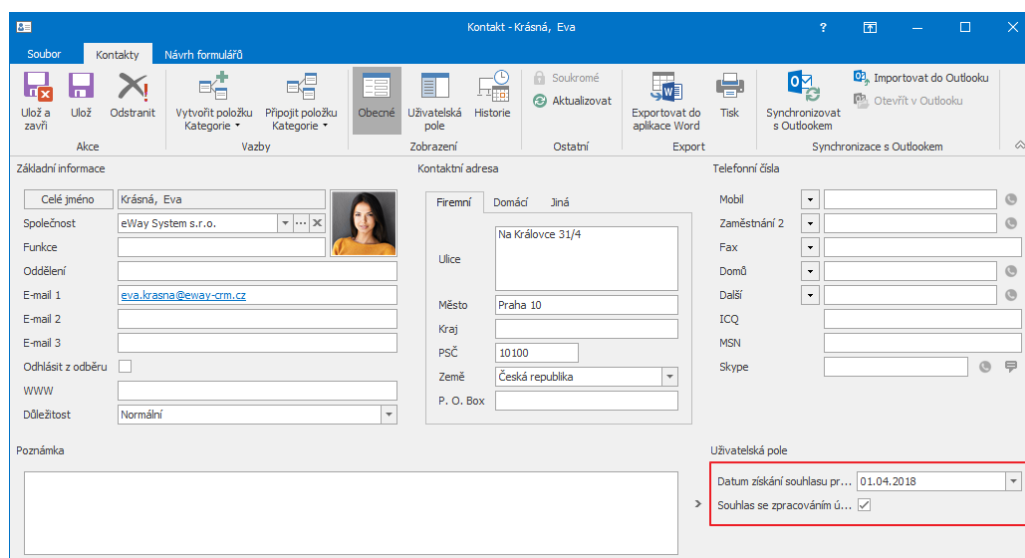 Kontakt - Krásná, Eva
?
Soubor
Kontakty
Návrh formulářů
Ulož a zavři
Ulož
Odstranit
Vytvořit položku Kategorie
Připojit položku Kategorie
Obecné
Uživatelská pole
Historie
Soukromé
Aktualizovat
Exportovat do aplikace Word
Tisk
Synchronizovat s Outlookem
Importovat do Outlooku
Otevřít v Outlooku
Akce
Vazby
Zobrazení
Ostatní
Export
Synchronizace s Outlookem
Základní informace
Celé jméno Krásná, Eva
Společnost eWay System s.r.o.
Funkce
Oddělení
E-mail 1 eva.krasna@eway-crm.cz
E-mail 2
E-mail 3
Odhlásit z odběru
WWW
Důležitost Normální
Kontaktní adresa
Firemní Domácí Jiná
Ulice Na Královce 31/4
Město Praha 10
Kraj
PSČ 10100
Země Česká republika
P. O. Box
Telefonní čísla
Mobil
Zaměstnání 2
Fax
Domů
Další
ICQ
MSN
Skype
Poznámka
Uživatelská pole
Datum získání souhlasu pr... 01.04.2018
Souhlas se zpracováním ú...